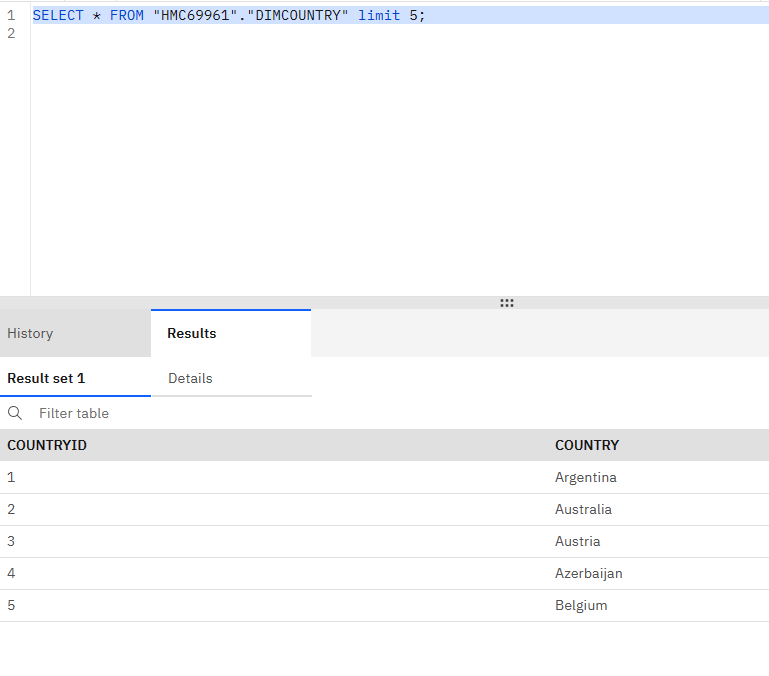 1 SELECT * FROM "HMC69961"."DIMCOUNTRY" limit 5;
2
History Results
Result set 1 Details
Filter table
COUNTRYID COUNTRY
1 Argentina
2 Australia
3 Austria
4 Azerbaijan
5 Belgium